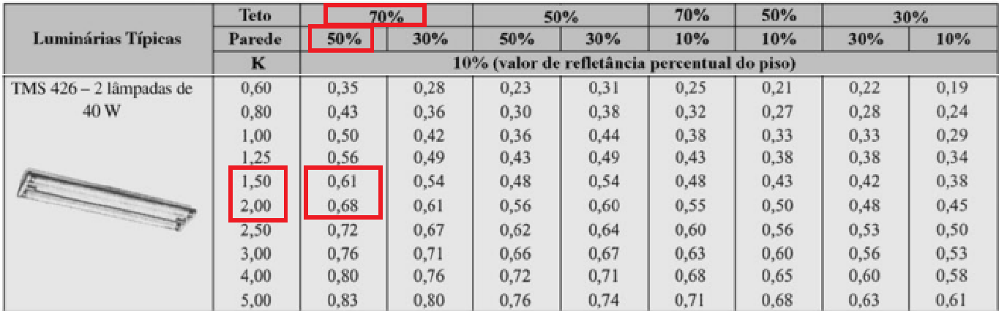 Luminárias Típicas Teto 70% 50% 70% 50% 30%
Parede 50% 30% 50% 30% 10% 10% 30% 10%
K 10% (valor de refletância percentual do piso)
TMS 426 – 2 lâmpadas de 0,60 0,35 0,28 0,23 0,31 0,25 0,21 0,22 0,19
40 W 0,80 0,43 0,36 0,30 0,38 0,32 0,27 0,28 0,24
1,00 0,50 0,42 0,36 0,44 0,38 0,33 0,33 0,29
1,25 0,56 0,49 0,43 0,49 0,43 0,38 0,38 0,34
1,50 0,61 0,54 0,48 0,54 0,48 0,43 0,42 0,38
2,00 0,68 0,61 0,56 0,60 0,55 0,50 0,48 0,45
2,50 0,72 0,67 0,62 0,64 0,60 0,56 0,53 0,50
3,00 0,76 0,71 0,66 0,67 0,63 0,60 0,56 0,53
4,00 0,80 0,76 0,72 0,71 0,68 0,65 0,60 0,58
5,00 0,83 0,80 0,76 0,74 0,71 0,68 0,63 0,61